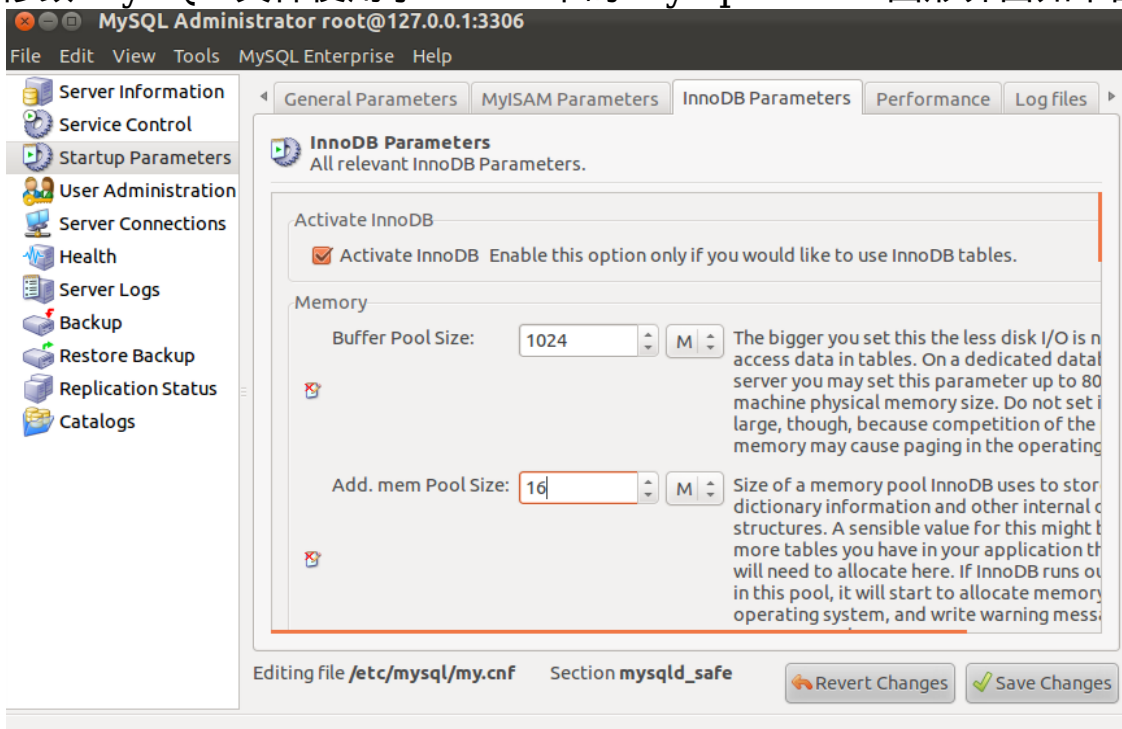 MySQL Administrator root@127.0.0.1:3306
File Edit View Tools MySQL Enterprise Help
Server Information
Service Control
Startup Parameters
User Administration
Server Connections
Health
Server Logs
Backup
Restore Backup
Replication Status
Catalogs
General Parameters MyISAM Parameters InnoDB Parameters Performance Log files
InnoDB Parameters
All relevant InnoDB Parameters.
Activate InnoDB
Activate InnoDB Enable this option only if you would like to use InnoDB tables.
Memory
Buffer Pool Size: 1024 M
The bigger you set this the less disk I/O is
access data in tables. On a dedicated
server you may set this parameter up to 80
machine physical memory size. Do not set
large, though, because competition of the
memory may cause paging in the operating
Add. mem Pool Size: 16 M
Size of a memory pool InnoDB uses to
dictionary information and other internal
structures. A sensible value for this might
more tables you have in your application
will need to allocate here. If InnoDB runs
in this pool, it will start to allocate memory
operating system, and write warning
Editing file /etc/mysql/my.cnf Section mysqld_safe
Revert Changes Save Changes